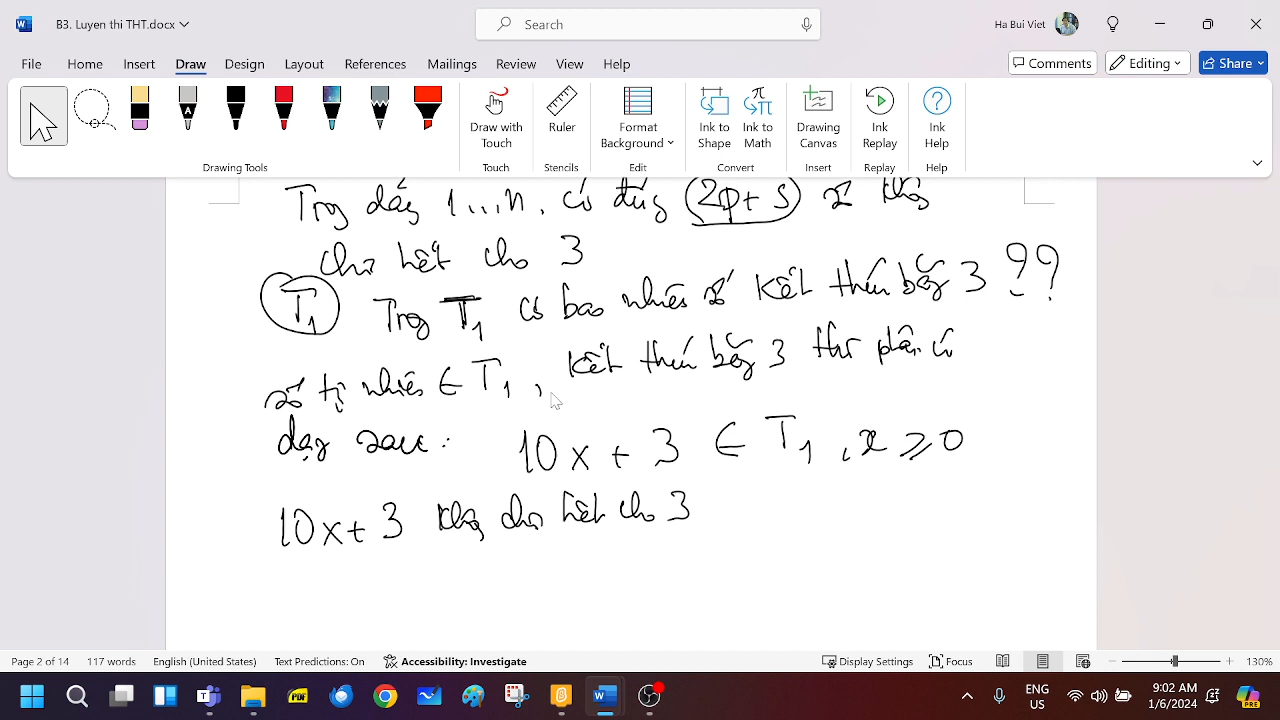 B3. Luyen tht.docx
Search
Ha Bui Viet
File Home Insert Draw Design Layout References Mailings Review View Help
Comments Editing Share
Draw with Touch Ruler Format Background Ink to Shape Ink to Math Drawing Canvas Ink Replay Ink Help
Drawing Tools Touch Stencils Edit Convert Insert Replay Help
Trong dãy 1...n, có đúng 2p+s số không
chia hết cho 3
T1 Trong T1 có bao nhiêu số kết thúc bằng 3 ??
số tự nhiên ∈ T1, kết thúc bằng 3 thì phải có
dạng sau: 10x + 3 ∈ T1, x ⩾ 0
10x + 3 không chia hết cho 3
Page 2 of 14 117 words English (United States) Text Predictions: On Accessibility: Investigate Display Settings Focus 130%
ENG US 9:02 AM 1/6/2024